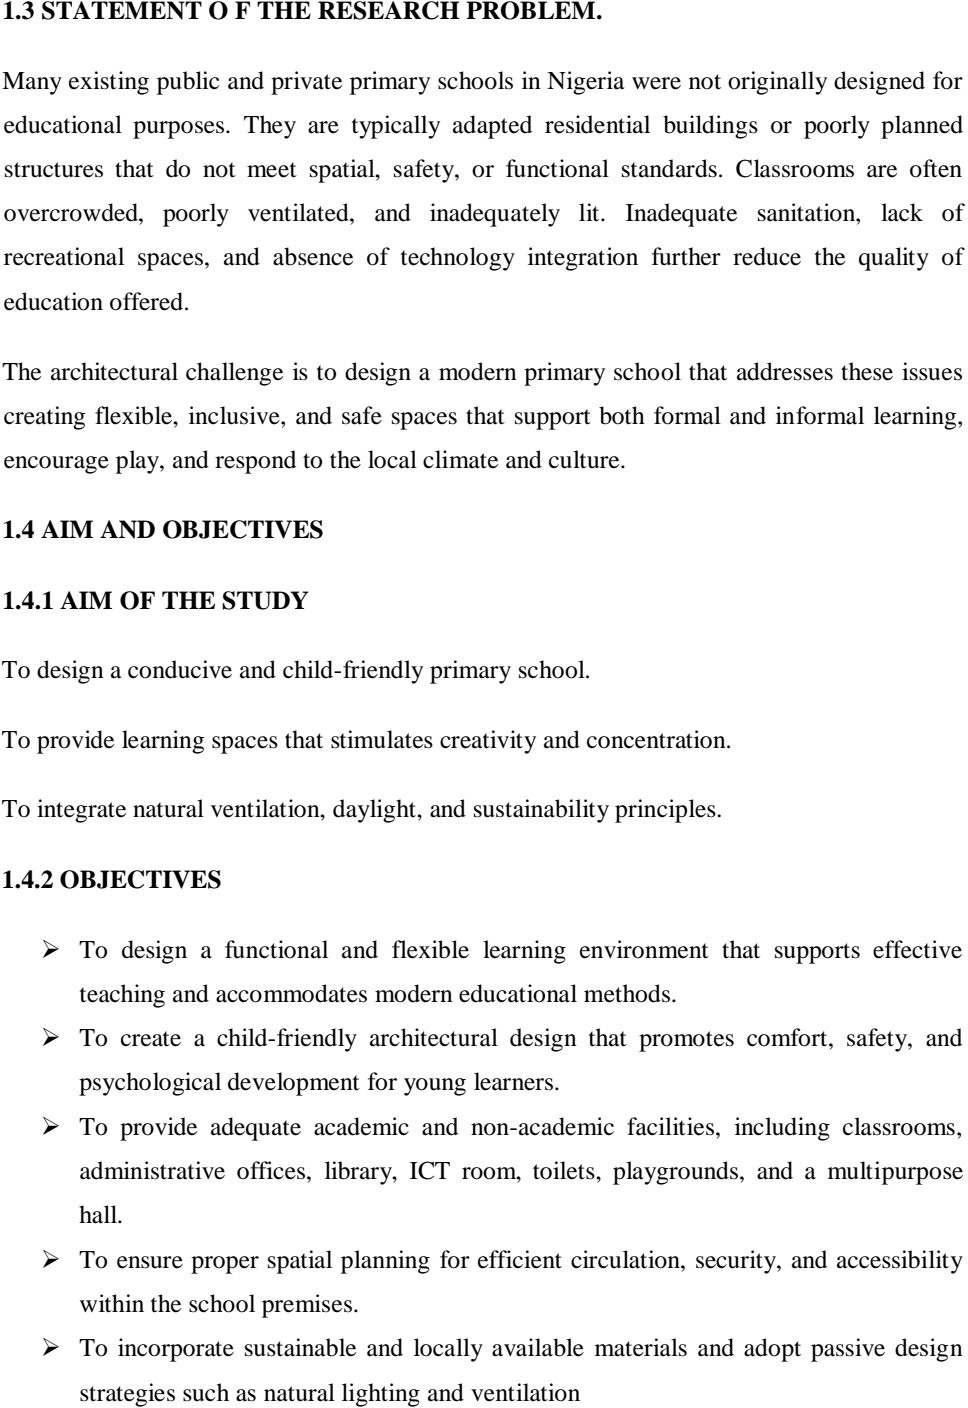 1.3 STATEMENT O F THE RESEARCH PROBLEM.
Many existing public and private primary schools in Nigeria were not originally designed for
educational purposes. They are typically adapted residential buildings or poorly planned
structures that do not meet spatial, safety, or functional standards. Classrooms are often
overcrowded, poorly ventilated, and inadequately lit. Inadequate sanitation, lack of
recreational spaces, and absence of technology integration further reduce the quality of
education offered.
The architectural challenge is to design a modern primary school that addresses these issues
creating flexible, inclusive, and safe spaces that support both formal and informal learning,
encourage play, and respond to the local climate and culture.
1.4 AIM AND OBJECTIVES
1.4.1 AIM OF THE STUDY
To design a conducive and child-friendly primary school.
To provide learning spaces that stimulates creativity and concentration.
To integrate natural ventilation, daylight, and sustainability principles.
1.4.2 OBJECTIVES
➢ To design a functional and flexible learning environment that supports effective
teaching and accommodates modern educational methods.
➢ To create a child-friendly architectural design that promotes comfort, safety, and
psychological development for young learners.
➢ To provide adequate academic and non-academic facilities, including classrooms,
administrative offices, library, ICT room, toilets, playgrounds, and a multipurpose
hall.
➢ To ensure proper spatial planning for efficient circulation, security, and accessibility
within the school premises.
➢ To incorporate sustainable and locally available materials and adopt passive design
strategies such as natural lighting and ventilation